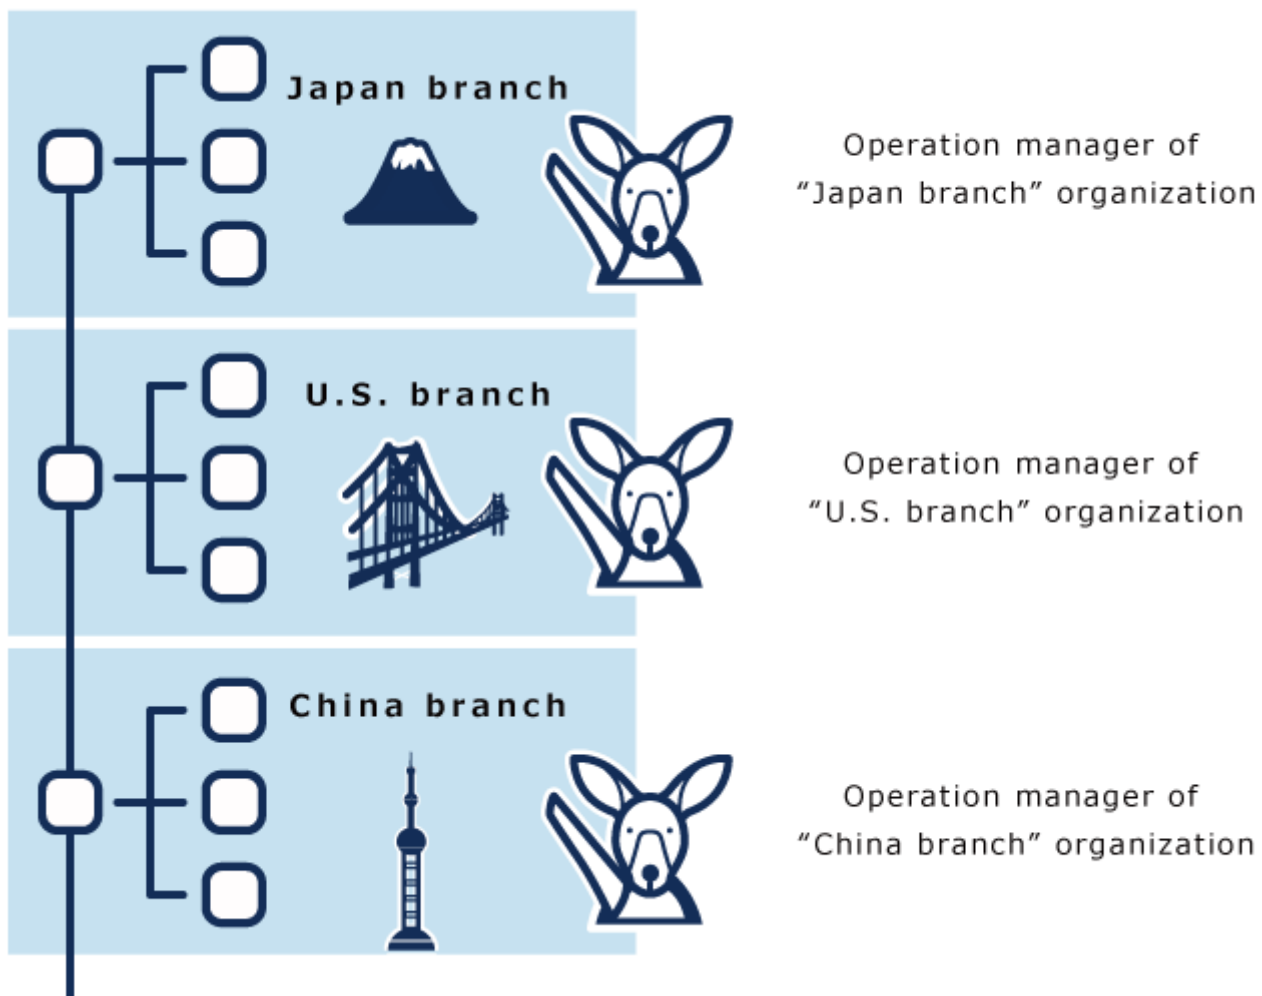 Japan branch
Operation manager of
“Japan branch” organization
U.S. branch
Operation manager of
“U.S. branch” organization
China branch
Operation manager of
“China branch” organization